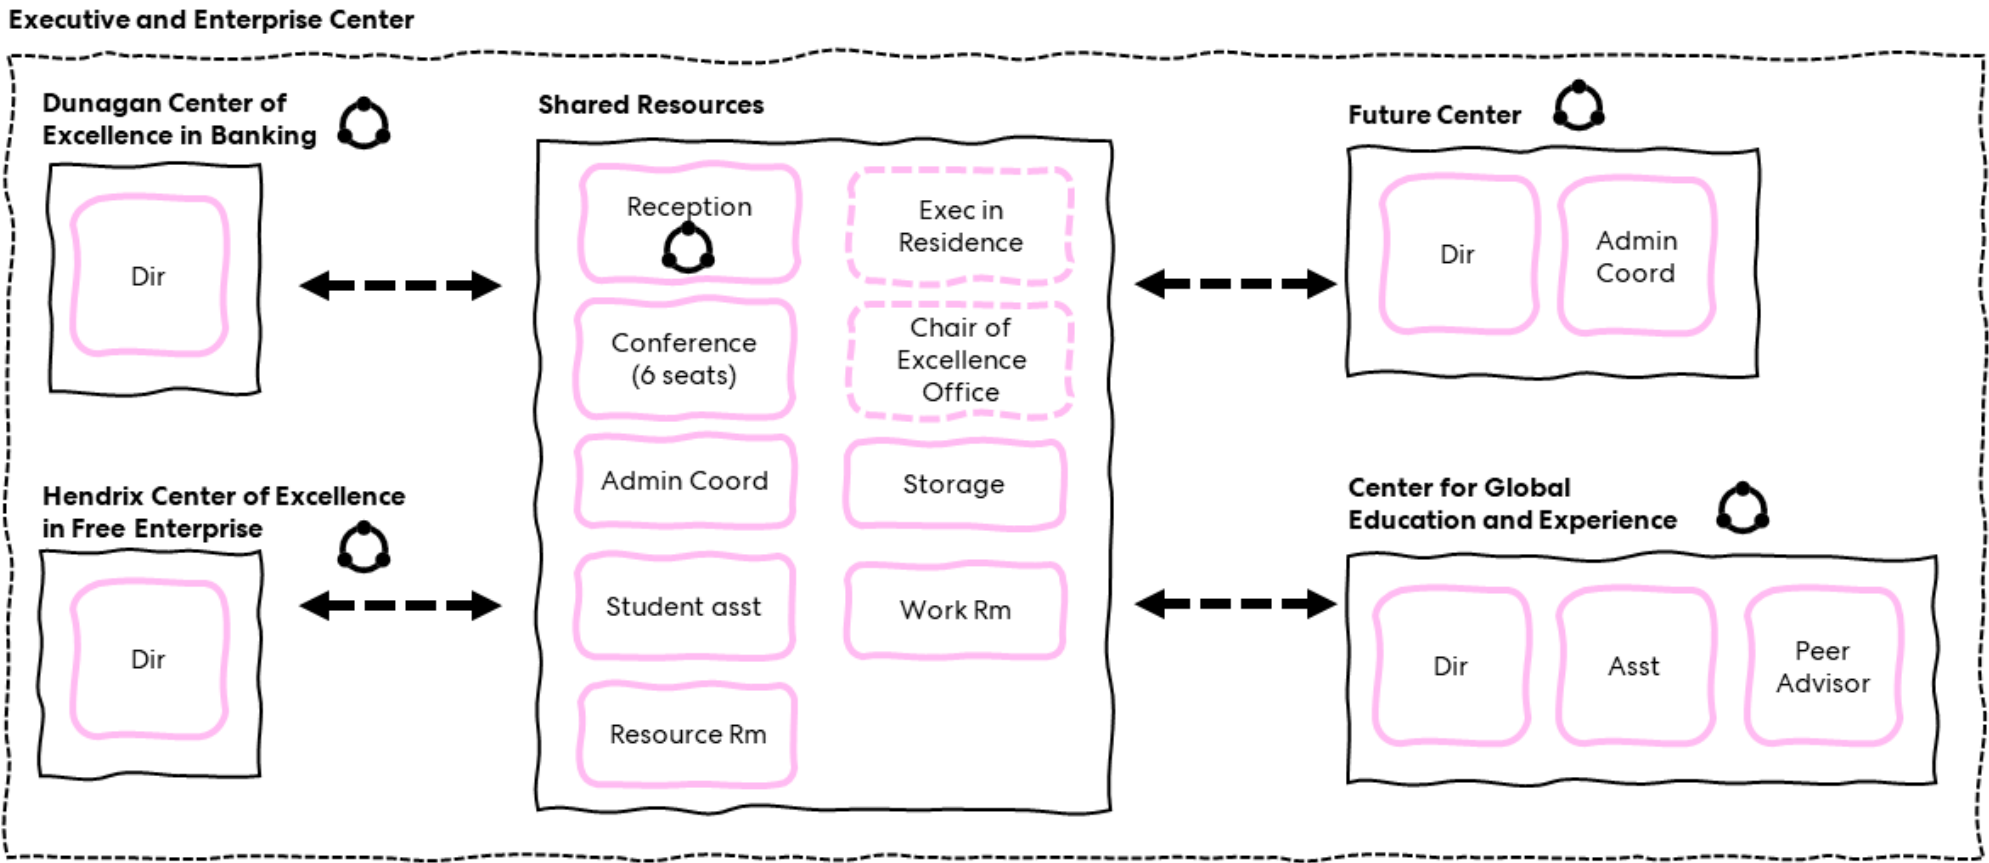 Executive and Enterprise Center
Dunagan Center of
Excellence in Banking
Dir
Hendrix Center of Excellence
in Free Enterprise
Dir
Shared Resources
Reception
Conference
(6 seats)
Admin Coord
Student asst
Resource Rm
Exec in
Residence
Chair of
Excellence
Office
Storage
Work Rm
Future Center
Dir
Admin
Coord
Center for Global
Education and Experience
Dir
Asst
Peer
Advisor